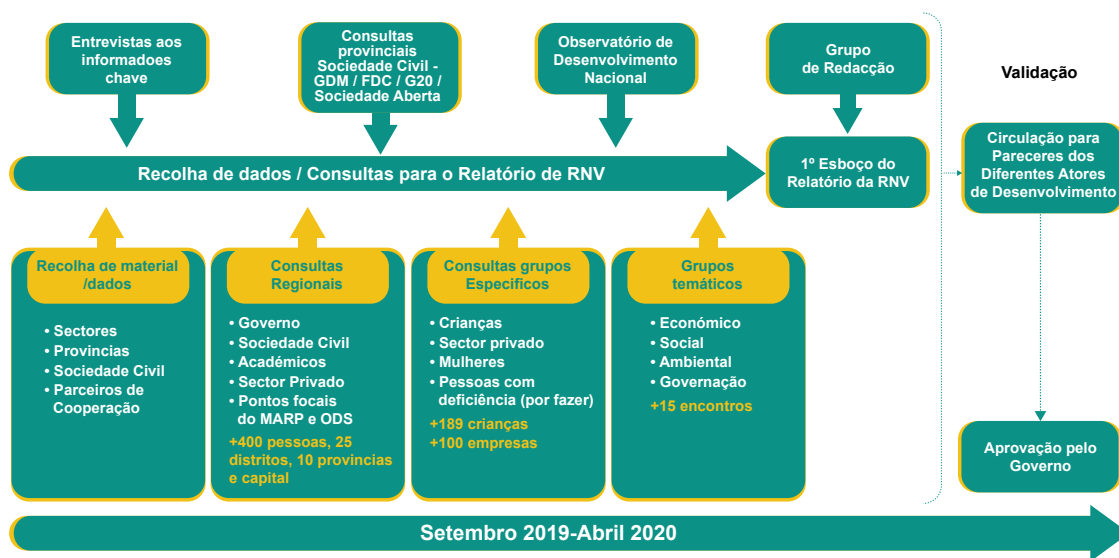 Entrevistas aos
informadoes
chave
Consultas
provinciais
Sociedade Civil -
GDM / FDC / G20 /
Sociedade Aberta
Observatório de
Desenvolvimento
Nacional
Grupo
de Redacção
Validação
Recolha de dados / Consultas para o Relatório de RNV
1º Esboço do
Relatório da RNV
Circulação para
Pareceres dos
Diferentes Atores
de Desenvolvimento
Recolha de material
/dados
• Sectores
• Provincias
• Sociedade Civil
• Parceiros de
Cooperação
Consultas
Regionais
• Governo
• Sociedade Civil
• Académicos
• Sector Privado
• Pontos focais
do MARP e ODS
+400 pessoas, 25
distritos, 10 provincias
e capital
Consultas grupos
Especificos
• Crianças
• Sector privado
• Mulheres
• Pessoas com
deficiência (por fazer)
+189 crianças
+100 empresas
Grupos
temáticos
• Económico
• Social
• Ambiental
• Governação
+15 encontros
Aprovação pelo
Governo
Setembro 2019-Abril 2020